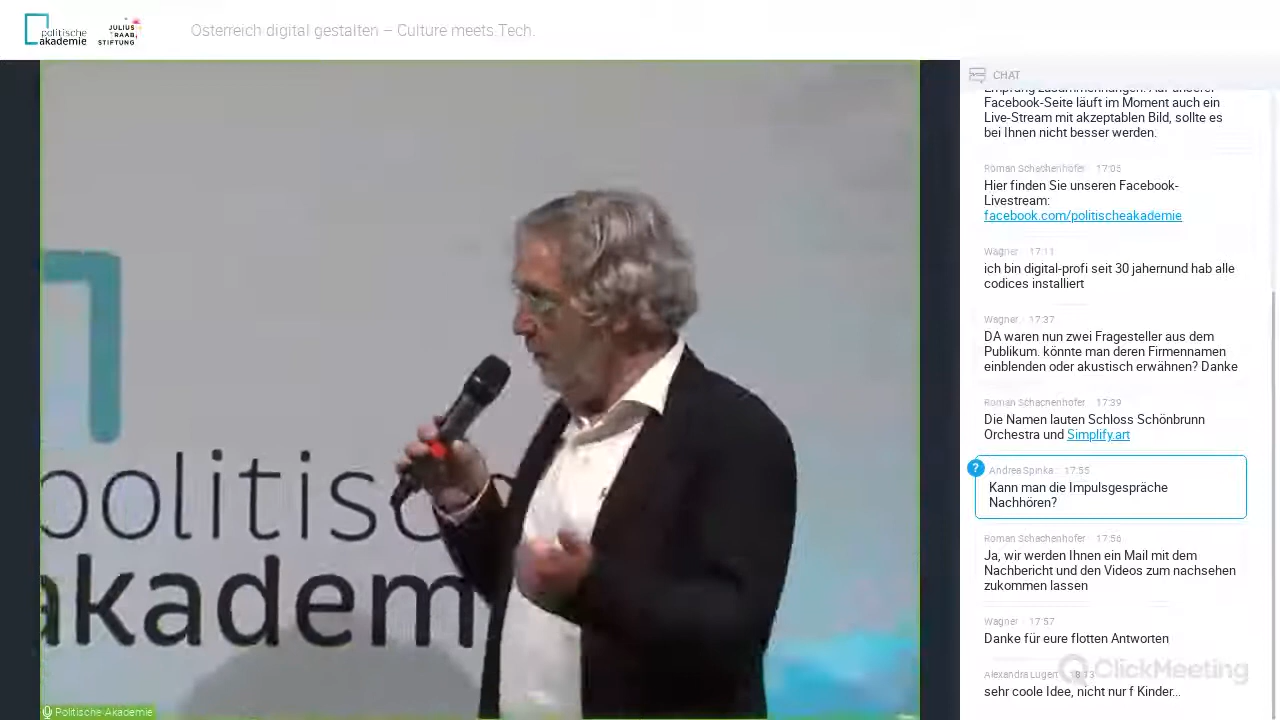 politische
akademie
JULIUS
RAAB
STIFTUNG
Österreich digital gestalten – Culture meets Tech.
politisc
akadem
Politische Akademie
CHAT
Facebook-Seite läuft im Moment auch ein
Live-Stream mit akzeptablen Bild, sollte es
bei Ihnen nicht besser werden.
Roman Schachenhofer 17:05
Hier finden Sie unseren Facebook-
Livestream:
facebook.com/politischeakademie
Wagner 17:11
ich bin digital-profi seit 30 jahernund hab alle
codices installiert
Wagner 17:37
DA waren nun zwei Fragesteller aus dem
Publikum. könnte man deren Firmennamen
einblenden oder akustisch erwähnen? Danke
Roman Schachenhofer 17:39
Die Namen lauten Schloss Schönbrunn
Orchestra und Simplify.art
?
Andrea Spinka 17:55
Kann man die Impulsgespräche
Nachhören?
Roman Schachenhofer 17:56
Ja, wir werden Ihnen ein Mail mit dem
Nachbericht und den Videos zum nachsehen
zukommen lassen
Wagner 17:57
Danke für eure flotten Antworten
ClickMeeting
Alexandra Lugert
sehr coole Idee, nicht nur f Kinder...